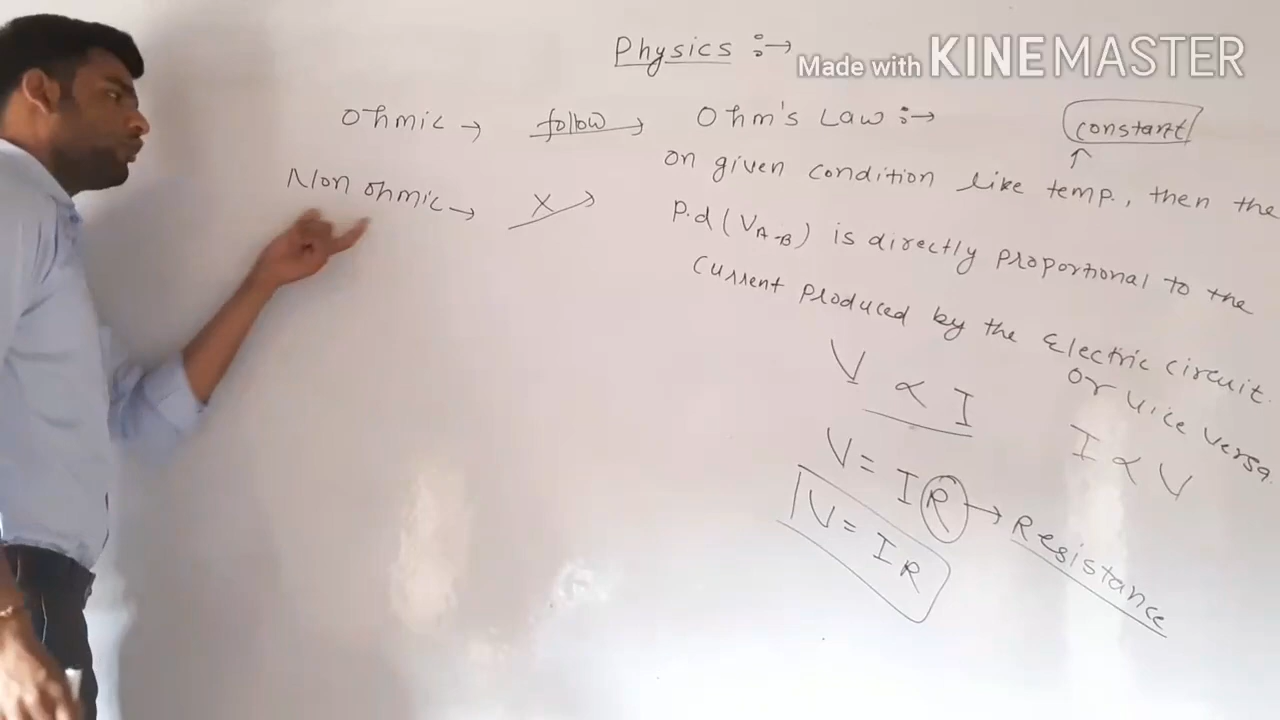 Physics :→
Made with KINEMASTER
Ohmic → follow → Ohm's Law :→
constant
↑
Non ohmic → X →
on given condition like temp., then the
P.d (V_A-B) is directly proportional to the
Current produced by the Electric circuit.
or vice versa.
V ∝ I
I ∝ V
V = IR → Resistance
V = IR